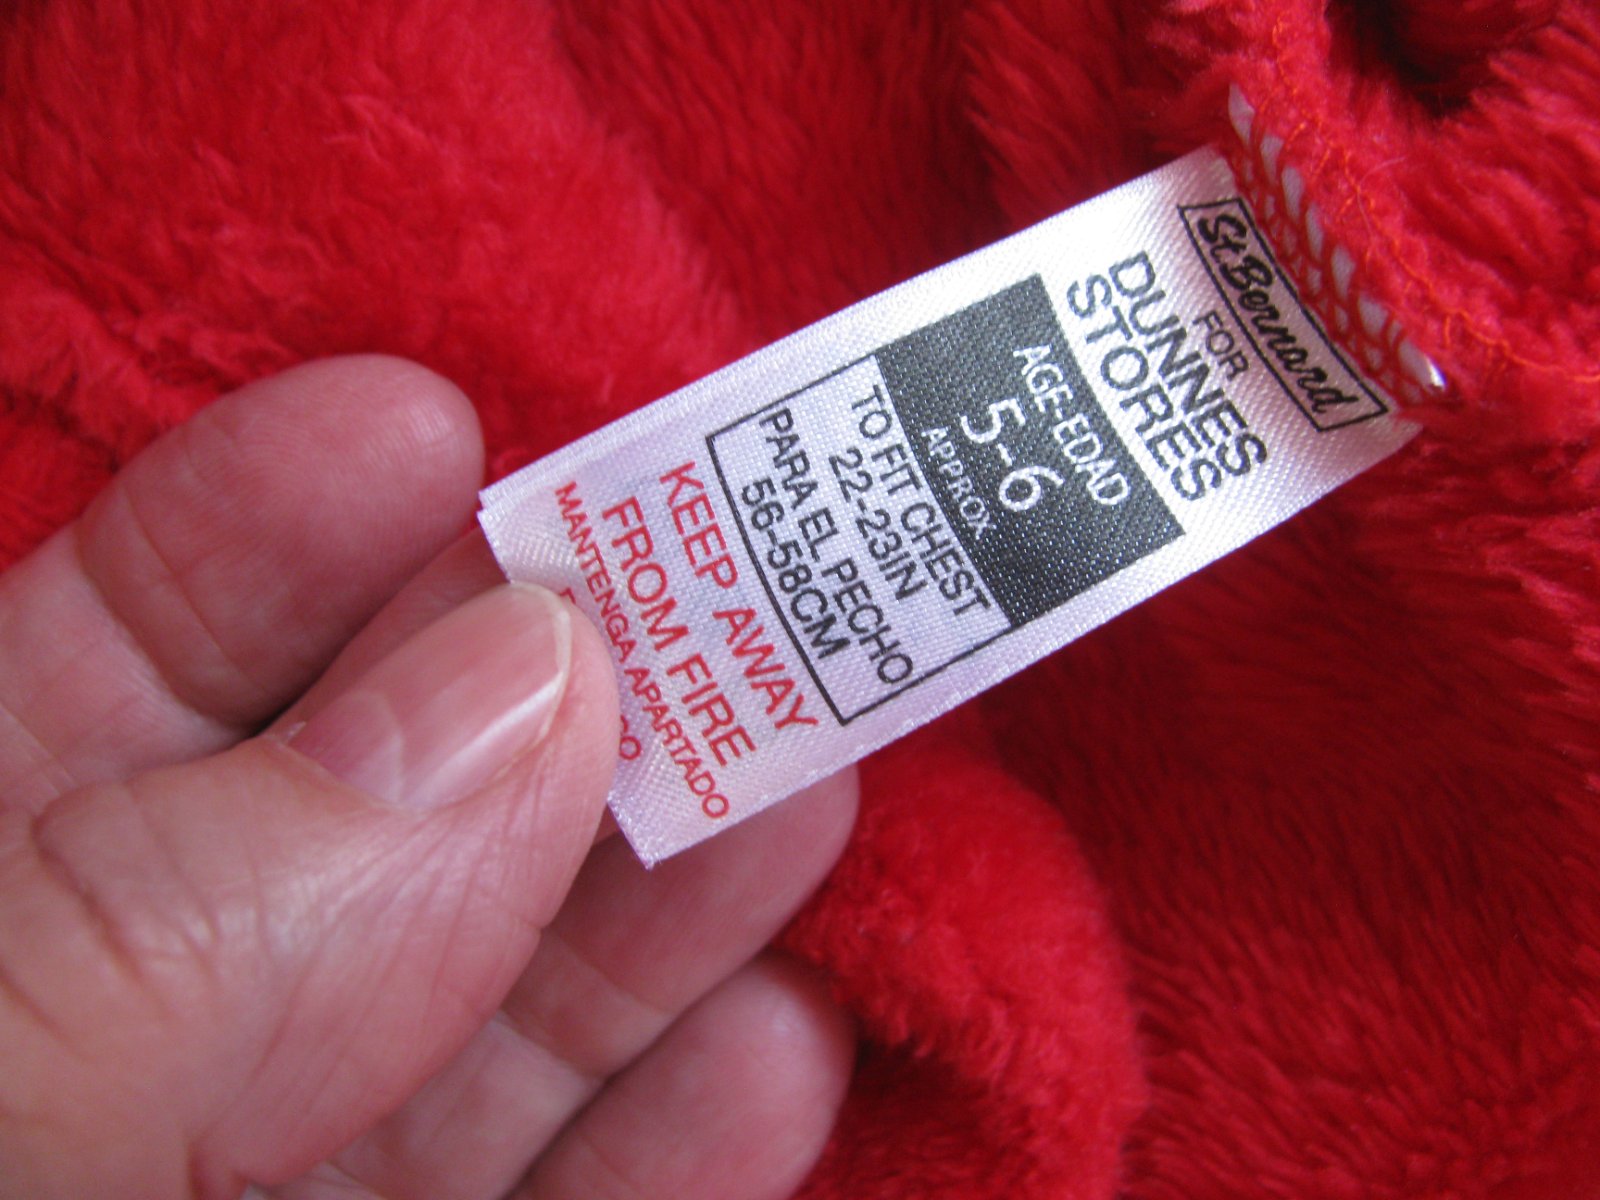 St.Bernard
FOR
DUNNES
STORES
AGE-EDAD
5-6
APPROX
TO FIT CHEST
22-23IN
PARA EL PECHO
56-58CM
KEEP AWAY
FROM FIRE
MANTENGA APARTADO